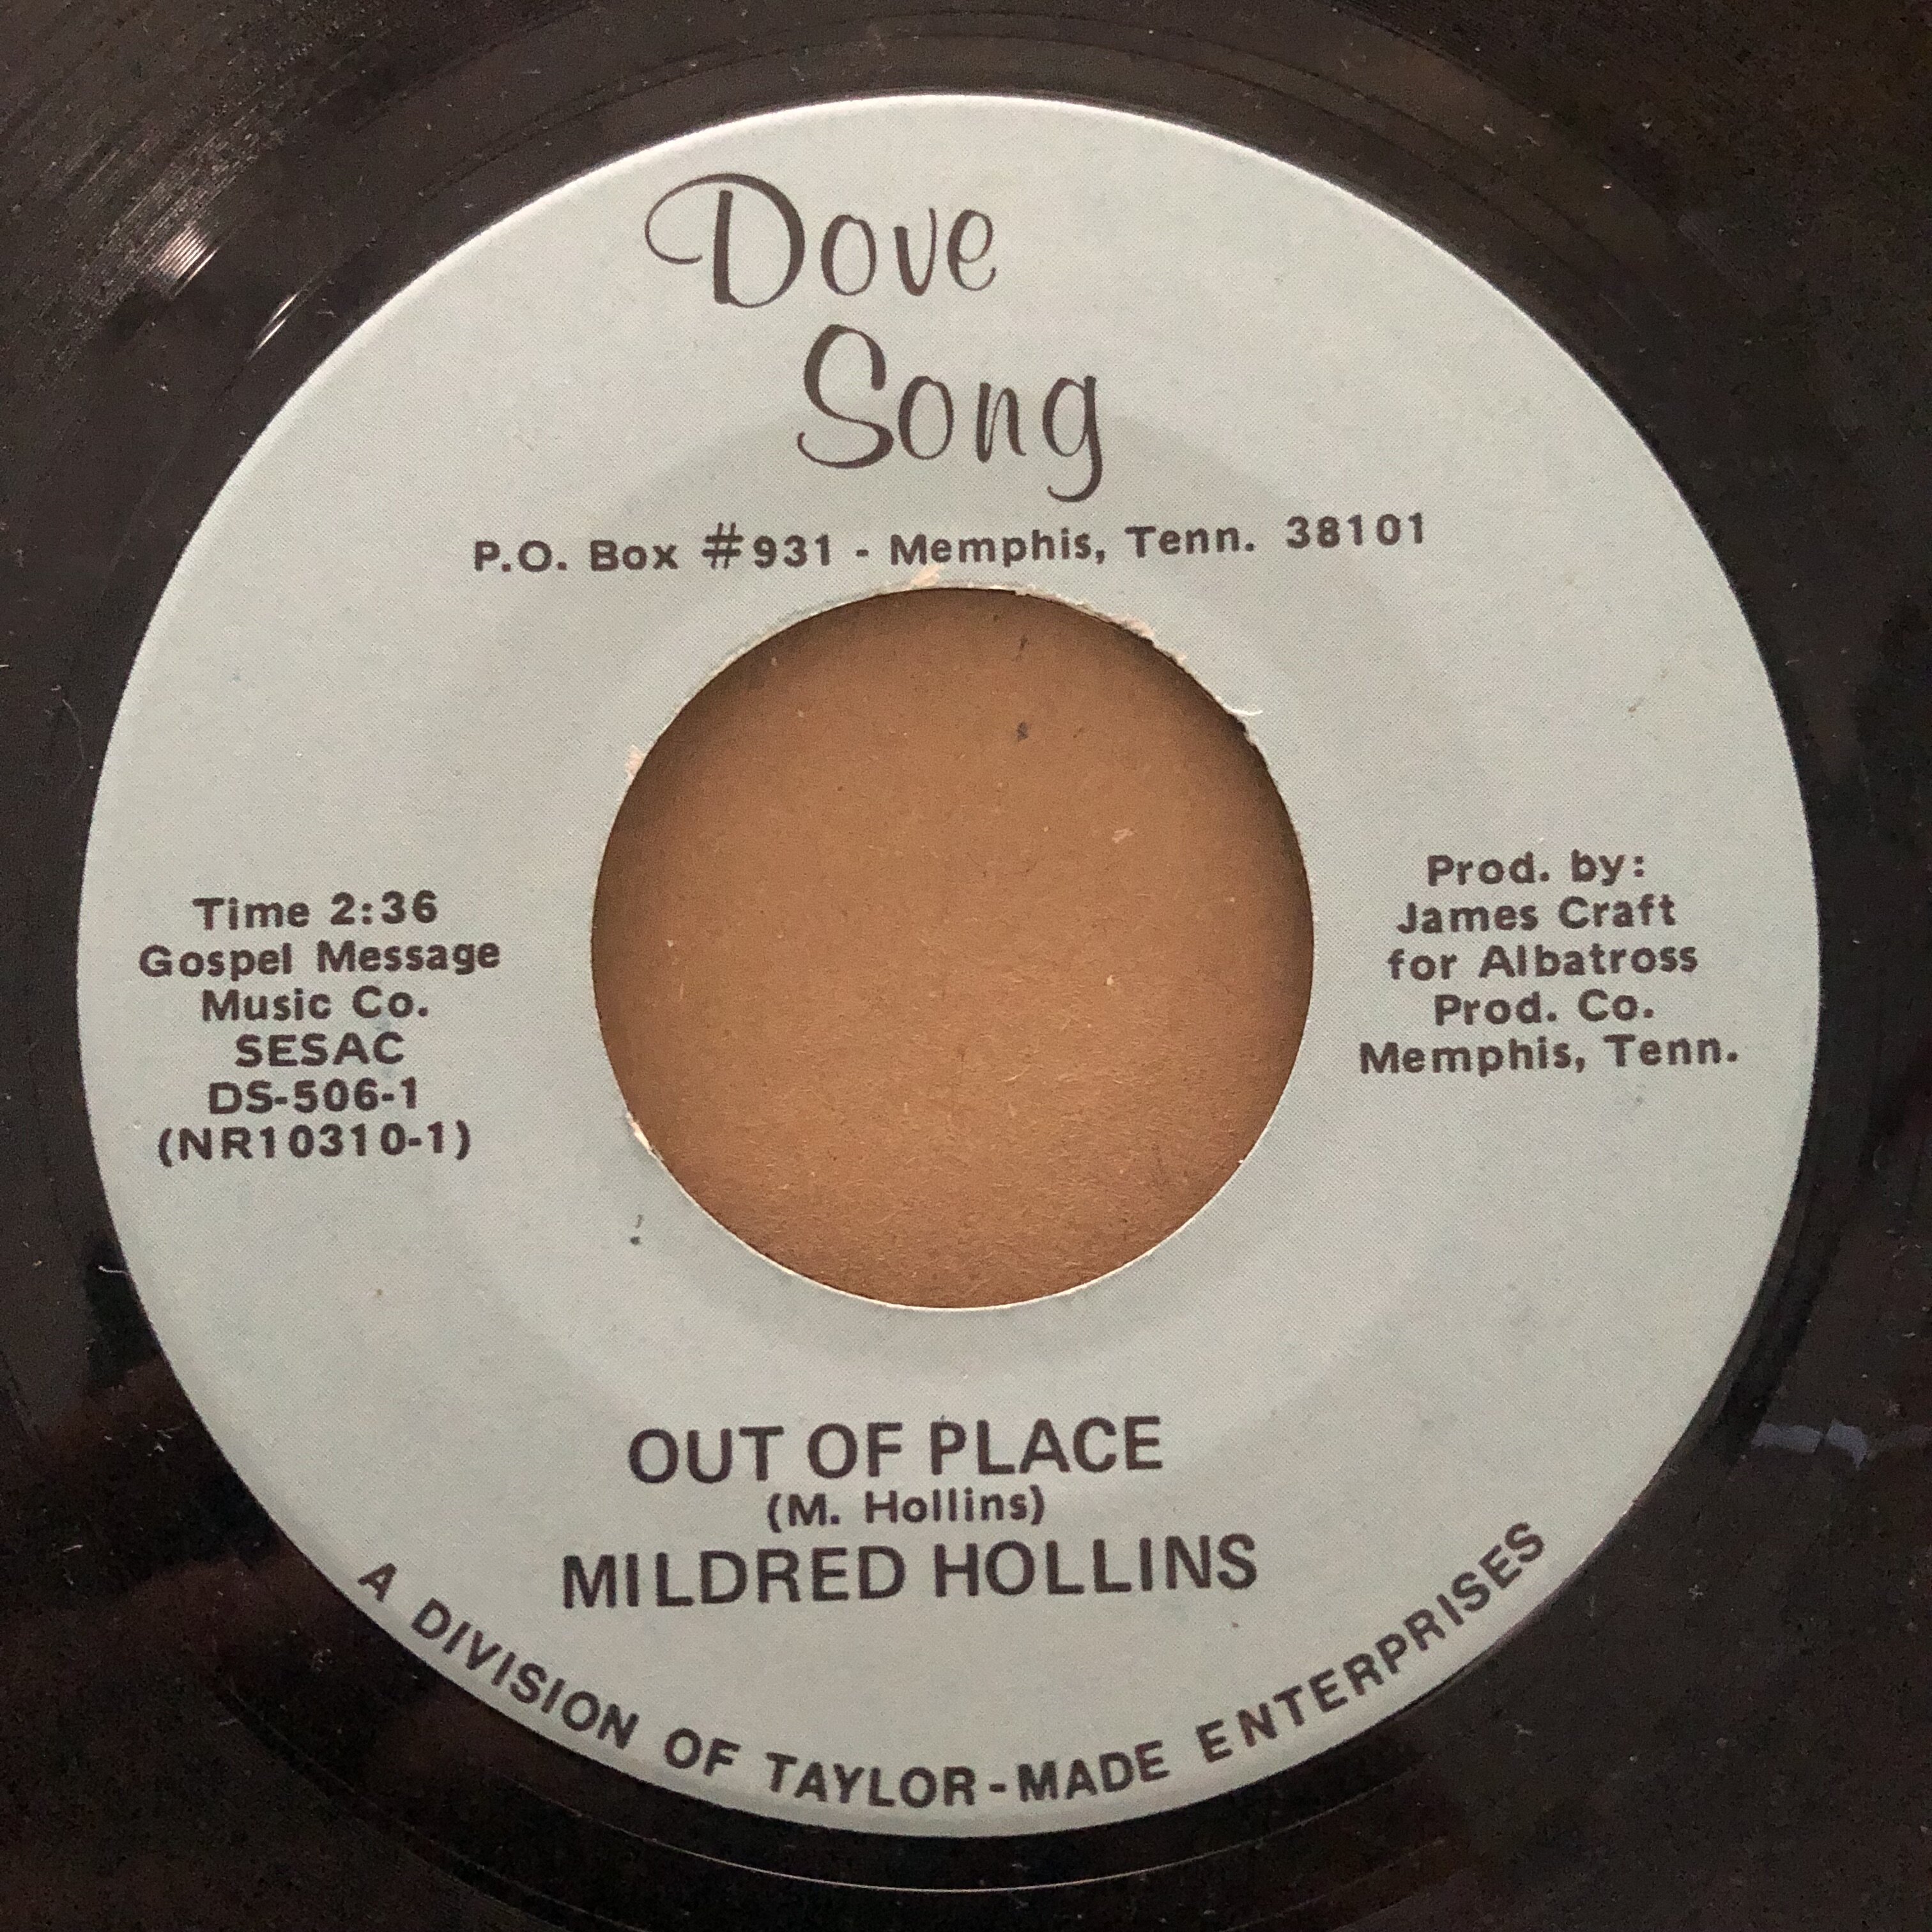 Dove
Song
P.O. Box #931 - Memphis, Tenn. 38101
Time 2:36
Gospel Message
Music Co.
SESAC
DS-506-1
(NR10310-1)
Prod. by:
James Craft
for Albatross
Prod. Co.
Memphis, Tenn.
OUT OF PLACE
(M. Hollins)
MILDRED HOLLINS
A DIVISION OF TAYLOR-MADE ENTERPRISES